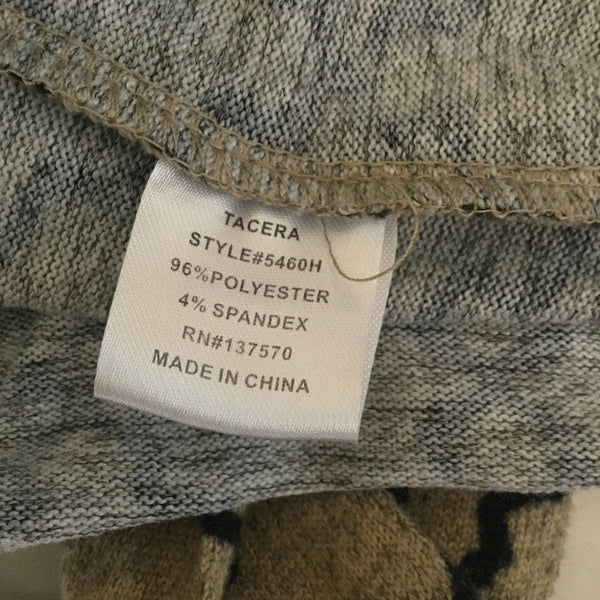 TACERA
STYLE#5460H
96%POLYESTER
4% SPANDEX
RN#137570
MADE IN CHINA